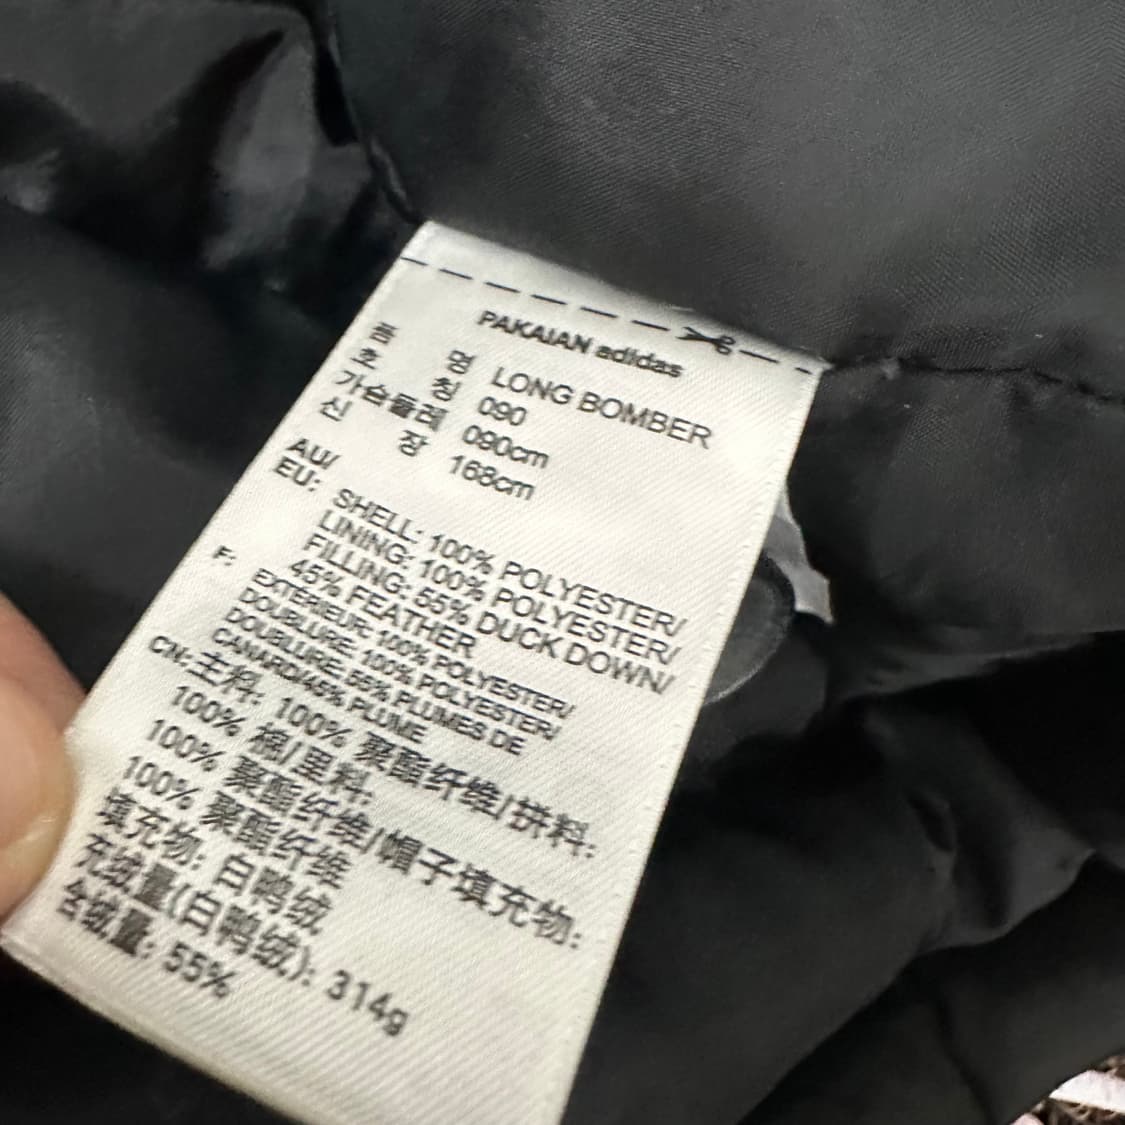 PAKAIAN adidas
품 명 LONG BOMBER
호 칭 090
가슴둘레 090cm
신 장 168cm
AU/
EU: SHELL: 100% POLYESTER/
LINING: 100% POLYESTER/
FILLING: 55% DUCK DOWN/
45% FEATHER
F: EXTÉRIEUR: 100% POLYESTER/
DOUBLURE: 100% POLYESTER/
DOUBLURE: 55% PLUMES DE
CANARD/45% PLUME
CN: 主料: 100% 聚酯纤维/拼料:
100% 棉/里料:
100% 聚酯纤维/帽子填充物:
100% 聚酯纤维
填充物: 白鸭绒
充绒量(白鸭绒): 314g
含绒量: 55%